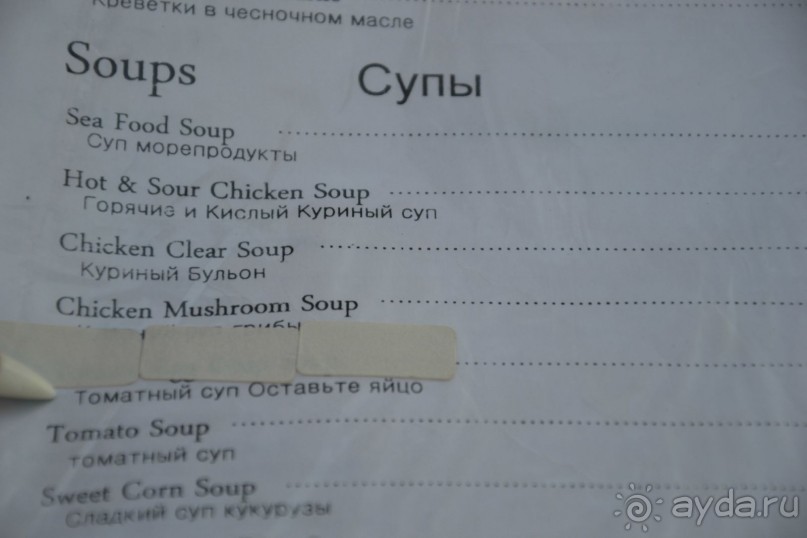 Креветки в чесночном масле
Soups Супы
Sea Food Soup
Суп морепродукты
Hot & Sour Chicken Soup
Горячие и Кислый Куриный суп
Chicken Clear Soup
Куриный Бульон
Chicken Mushroom Soup
грибы
Томатный суп Оставьте яйцо
Tomato Soup
томатный суп
Sweet Corn Soup
Сладкий суп кукурузы
ayda.ru